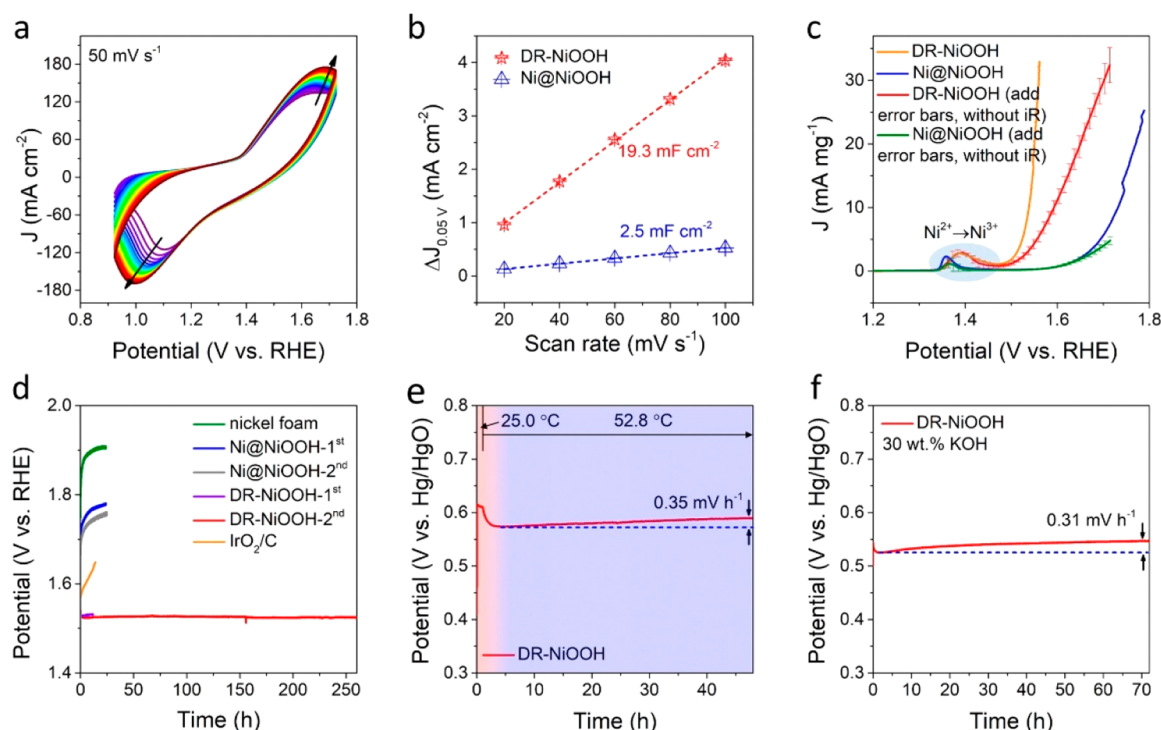 a
50 mV s⁻¹
J (mA cm⁻²)
180
120
60
0
-60
-120
-180
0.8
1.0
1.2
1.4
1.6
1.8
Potential (V vs. RHE)
b
DR-NiOOH
Ni@NiOOH
19.3 mF cm⁻²
2.5 mF cm⁻²
ΔJ₀.₀₅ ᵥ (mA cm⁻²)
4
3
2
1
0
20
40
60
80
100
Scan rate (mV s⁻¹)
c
DR-NiOOH
Ni@NiOOH
DR-NiOOH (add
error bars, without iR)
Ni@NiOOH (add
error bars, without iR)
Ni²⁺→Ni³⁺
J (mA mg⁻¹)
30
20
10
0
1.2
1.4
1.6
1.8
Potential (V vs. RHE)
d
nickel foam
Ni@NiOOH-1ˢᵗ
Ni@NiOOH-2ⁿᵈ
DR-NiOOH-1ˢᵗ
DR-NiOOH-2ⁿᵈ
IrO₂/C
Potential (V vs. RHE)
2.0
1.8
1.6
1.4
0
50
100
150
200
250
Time (h)
e
25.0 °C
52.8 °C
0.35 mV h⁻¹
DR-NiOOH
Potential (V vs. Hg/HgO)
0.8
0.7
0.6
0.5
0.4
0.3
0
10
20
30
40
Time (h)
f
DR-NiOOH
30 wt.% KOH
0.31 mV h⁻¹
Potential (V vs. Hg/HgO)
0.8
0.7
0.6
0.5
0.4
0.3
0
10
20
30
40
50
60
70
Time (h)